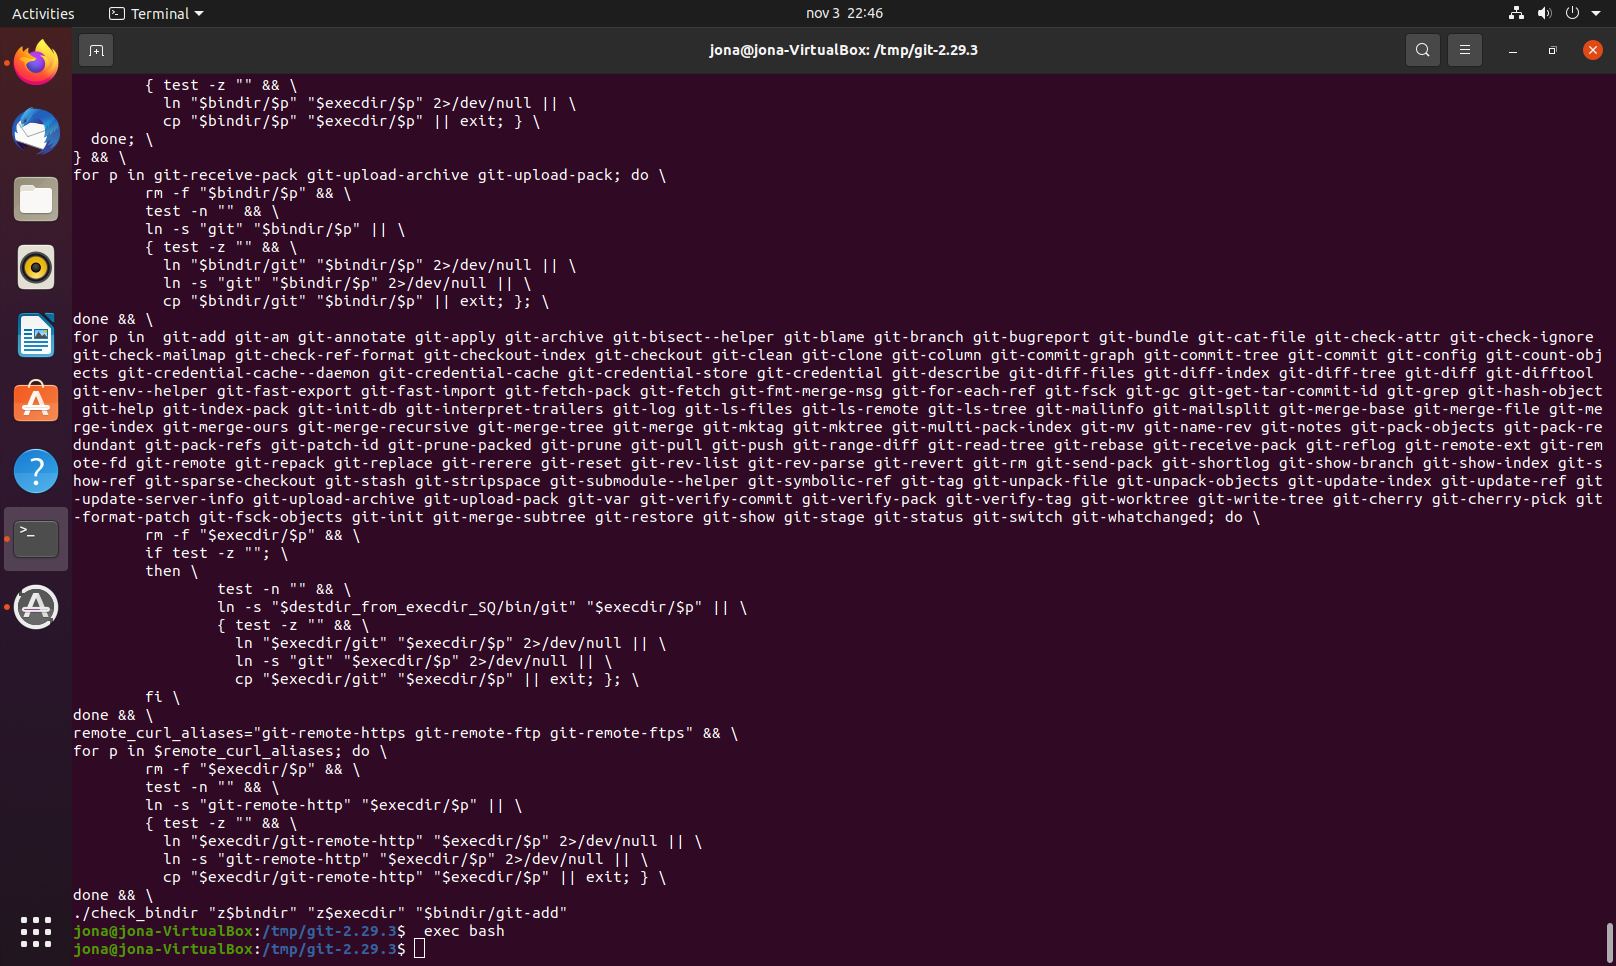 Activities
Terminal
nov 3 22:46
jona@jona-VirtualBox: /tmp/git-2.29.3
        { test -z "" && \
          ln "$bindir/$p" "$execdir/$p" 2>/dev/null || \
          cp "$bindir/$p" "$execdir/$p" || exit; } \
  done; \
} && \
for p in git-receive-pack git-upload-archive git-upload-pack; do \
        rm -f "$bindir/$p" && \
        test -n "" && \
        ln -s "git" "$bindir/$p" || \
        { test -z "" && \
          ln "$bindir/git" "$bindir/$p" 2>/dev/null || \
          ln -s "git" "$bindir/$p" 2>/dev/null || \
          cp "$bindir/git" "$bindir/$p" || exit; }; \
done && \
for p in  git-add git-am git-annotate git-apply git-archive git-bisect--helper git-blame git-branch git-bugreport git-bundle git-cat-file git-check-attr git-check-ignore
git-check-mailmap git-check-ref-format git-checkout-index git-checkout git-clean git-clone git-column git-commit-graph git-commit-tree git-commit git-config git-count-obj
ects git-credential-cache--daemon git-credential-cache git-credential-store git-credential git-describe git-diff-files git-diff-index git-diff-tree git-diff git-difftool
git-env--helper git-fast-export git-fast-import git-fetch-pack git-fetch git-fmt-merge-msg git-for-each-ref git-fsck git-gc git-get-tar-commit-id git-grep git-hash-object
 git-help git-index-pack git-init-db git-interpret-trailers git-log git-ls-files git-ls-remote git-ls-tree git-mailinfo git-mailsplit git-merge-base git-merge-file git-me
rge-index git-merge-ours git-merge-recursive git-merge-tree git-merge git-mktag git-mktree git-multi-pack-index git-mv git-name-rev git-notes git-pack-objects git-pack-re
dundant git-pack-refs git-patch-id git-prune-packed git-prune git-pull git-push git-range-diff git-read-tree git-rebase git-receive-pack git-reflog git-remote-ext git-rem
ote-fd git-remote git-repack git-replace git-rerere git-reset git-rev-list git-rev-parse git-revert git-rm git-send-pack git-shortlog git-show-branch git-show-index git-s
how-ref git-sparse-checkout git-stash git-stripspace git-submodule--helper git-symbolic-ref git-tag git-unpack-file git-unpack-objects git-update-index git-update-ref git
-update-server-info git-upload-archive git-upload-pack git-var git-verify-commit git-verify-pack git-verify-tag git-worktree git-write-tree git-cherry git-cherry-pick git
-format-patch git-fsck-objects git-init git-merge-subtree git-restore git-show git-stage git-status git-switch git-whatchanged; do \
        rm -f "$execdir/$p" && \
        if test -z ""; \
        then \
                test -n "" && \
                ln -s "$destdir_from_execdir_SQ/bin/git" "$execdir/$p" || \
                { test -z "" && \
                  ln "$execdir/git" "$execdir/$p" 2>/dev/null || \
                  ln -s "git" "$execdir/$p" 2>/dev/null || \
                  cp "$execdir/git" "$execdir/$p" || exit; }; \
        fi \
done && \
remote_curl_aliases="git-remote-https git-remote-ftp git-remote-ftps" && \
for p in $remote_curl_aliases; do \
        rm -f "$execdir/$p" && \
        test -n "" && \
        ln -s "git-remote-http" "$execdir/$p" || \
        { test -z "" && \
          ln "$execdir/git-remote-http" "$execdir/$p" 2>/dev/null || \
          ln -s "git-remote-http" "$execdir/$p" 2>/dev/null || \
          cp "$execdir/git-remote-http" "$execdir/$p" || exit; } \
done && \
./check_bindir "z$bindir" "z$execdir" "$bindir/git-add"
jona@jona-VirtualBox:/tmp/git-2.29.3$  exec bash
jona@jona-VirtualBox:/tmp/git-2.29.3$